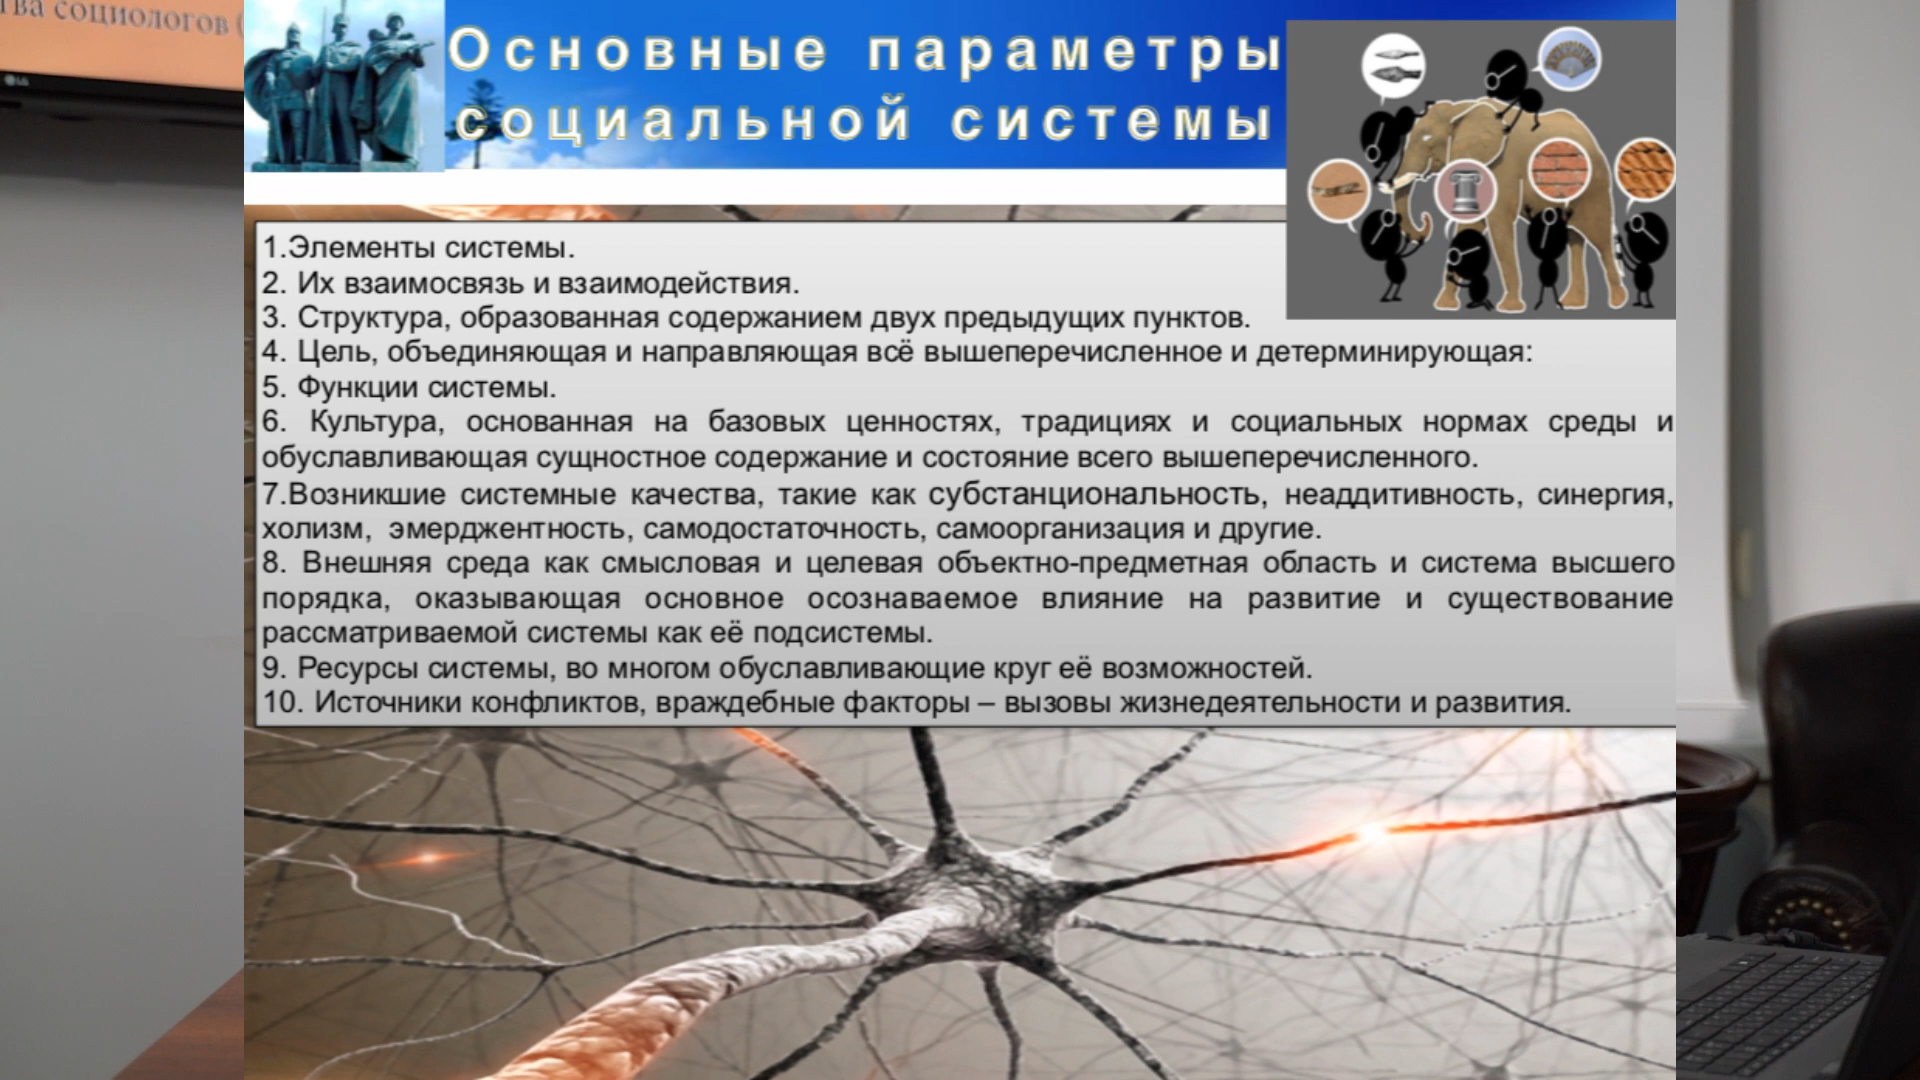 тва социологов (
LG
Основные параметры
социальной системы
1.Элементы системы.
2. Их взаимосвязь и взаимодействия.
3. Структура, образованная содержанием двух предыдущих пунктов.
4. Цель, объединяющая и направляющая всё вышеперечисленное и детерминирующая:
5. Функции системы.
6. Культура, основанная на базовых ценностях, традициях и социальных нормах среды и
обуславливающая сущностное содержание и состояние всего вышеперечисленного.
7.Возникшие системные качества, такие как субстанциональность, неаддитивность, синергия,
холизм, эмерджентность, самодостаточность, самоорганизация и другие.
8. Внешняя среда как смысловая и целевая объектно-предметная область и система высшего
порядка, оказывающая основное осознаваемое влияние на развитие и существование
рассматриваемой системы как её подсистемы.
9. Ресурсы системы, во многом обуславливающие круг её возможностей.
10. Источники конфликтов, враждебные факторы – вызовы жизнедеятельности и развития.